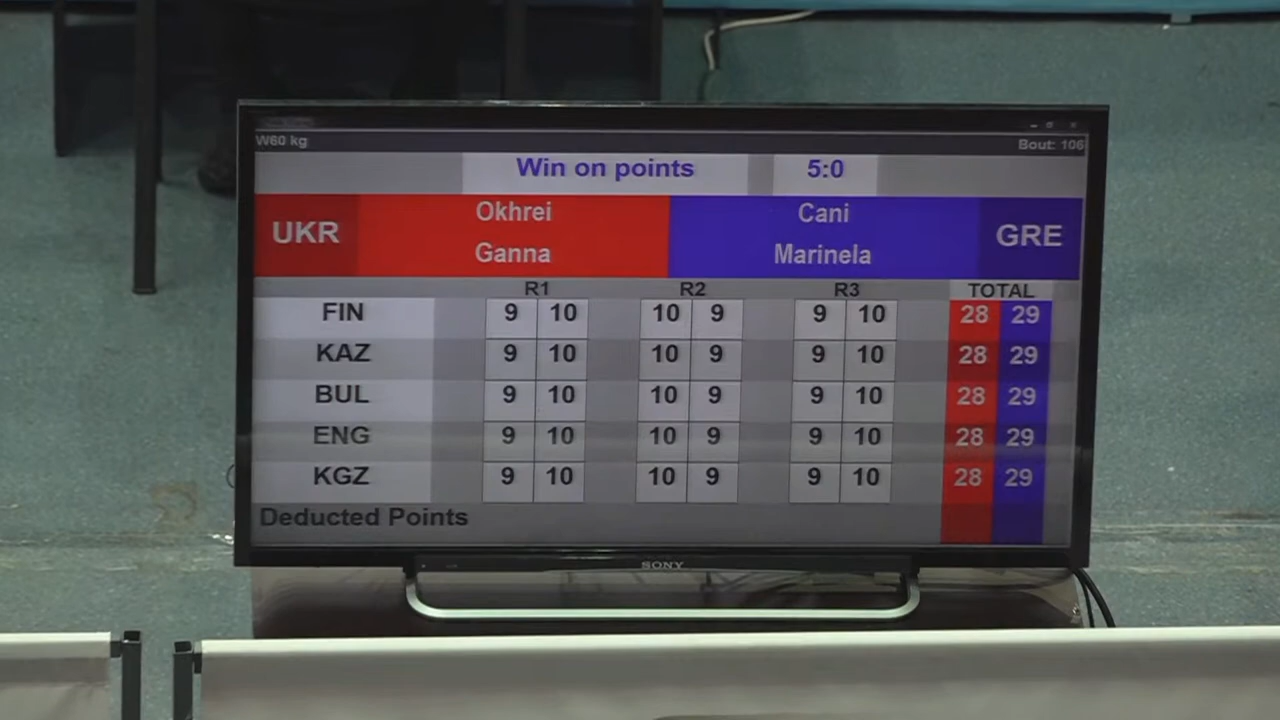 W60 kg Bout: 106
Win on points 5:0
UKR Okhrei Ganna Cani Marinela GRE
R1 R2 R3 TOTAL
FIN 9 10 10 9 9 10 28 29
KAZ 9 10 10 9 9 10 28 29
BUL 9 10 10 9 9 10 28 29
ENG 9 10 10 9 9 10 28 29
KGZ 9 10 10 9 9 10 28 29
Deducted Points
SONY